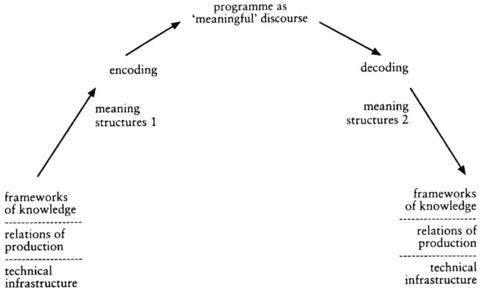 programme as
'meaningful' discourse
encoding
decoding
meaning
structures 1
meaning
structures 2
frameworks
of knowledge
relations of
production
technical
infrastructure
frameworks
of knowledge
relations of
production
technical
infrastructure